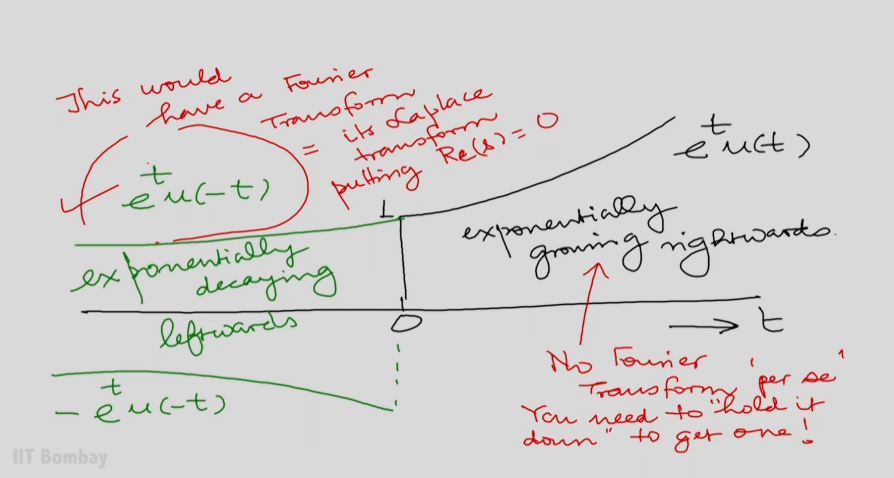 This would
have a Fourier
Transform
= its Laplace
transform
putting Re(s) = 0
e^t u(-t)
e^t u(t)
1
exponentially
growing rightwards.
exponentially
decaying
leftwards
0
t
- e^t u(-t)
No Fourier
Transform 'per se'
You need to "hold it
down" to get one!
IIT Bombay